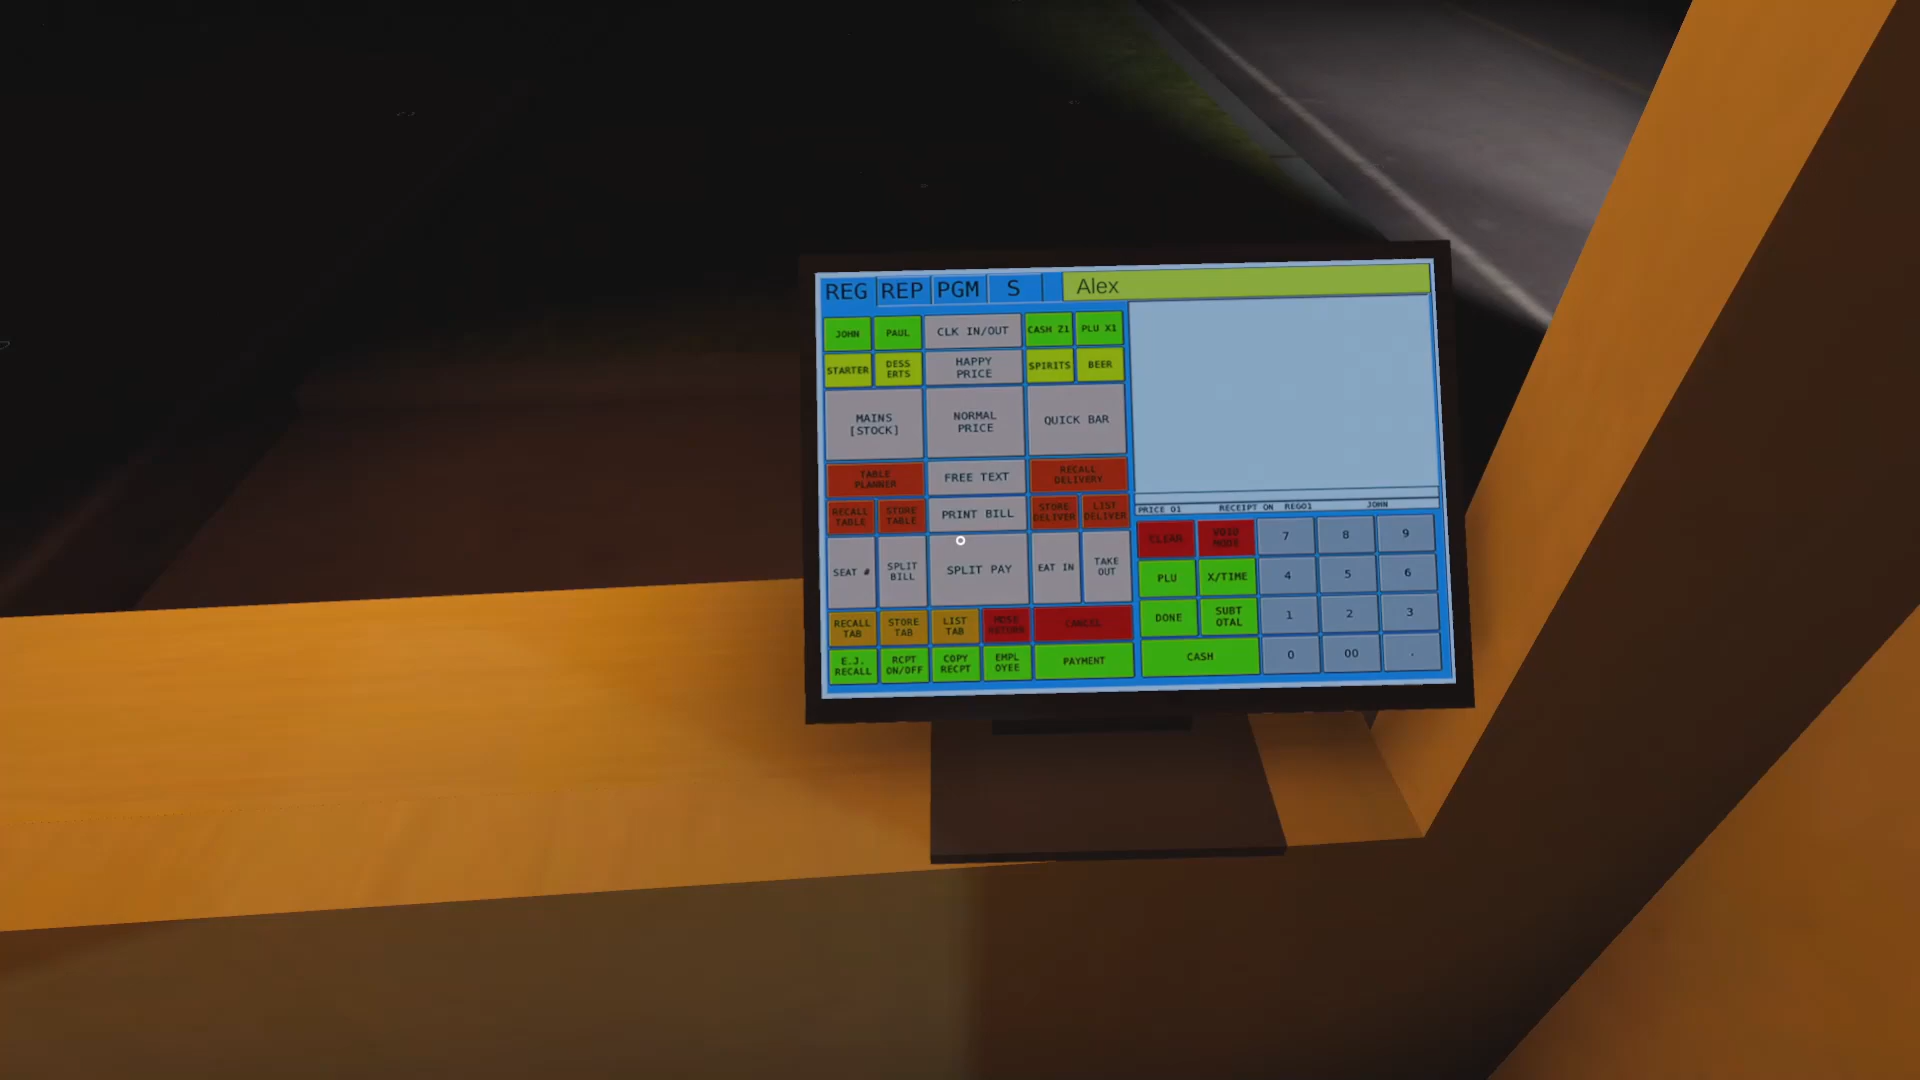 REG REP PGM S Alex
JOHN PAUL CLK IN/OUT CASH Z1 PLU X1
STARTER DESS ERTS HAPPY PRICE SPIRITS BEER
MAINS [STOCK] NORMAL PRICE QUICK BAR
TABLE PLANNER FREE TEXT RECALL DELIVERY
RECALL TABLE STORE TABLE PRINT BILL STORE DELIVER LIST DELIVER
PRICE 01 RECEIPT ON REG01 JOHN
SEAT # SPLIT BILL SPLIT PAY EAT IN TAKE OUT
RECALL TAB STORE TAB LIST TAB MDSE RETURN CANCEL
E.J. RECALL RCPT ON/OFF COPY RECPT EMPL OYEE PAYMENT
CLEAR VOID MODE 7 8 9
PLU X/TIME 4 5 6
DONE SUBT OTAL 1 2 3
CASH 0 00 .